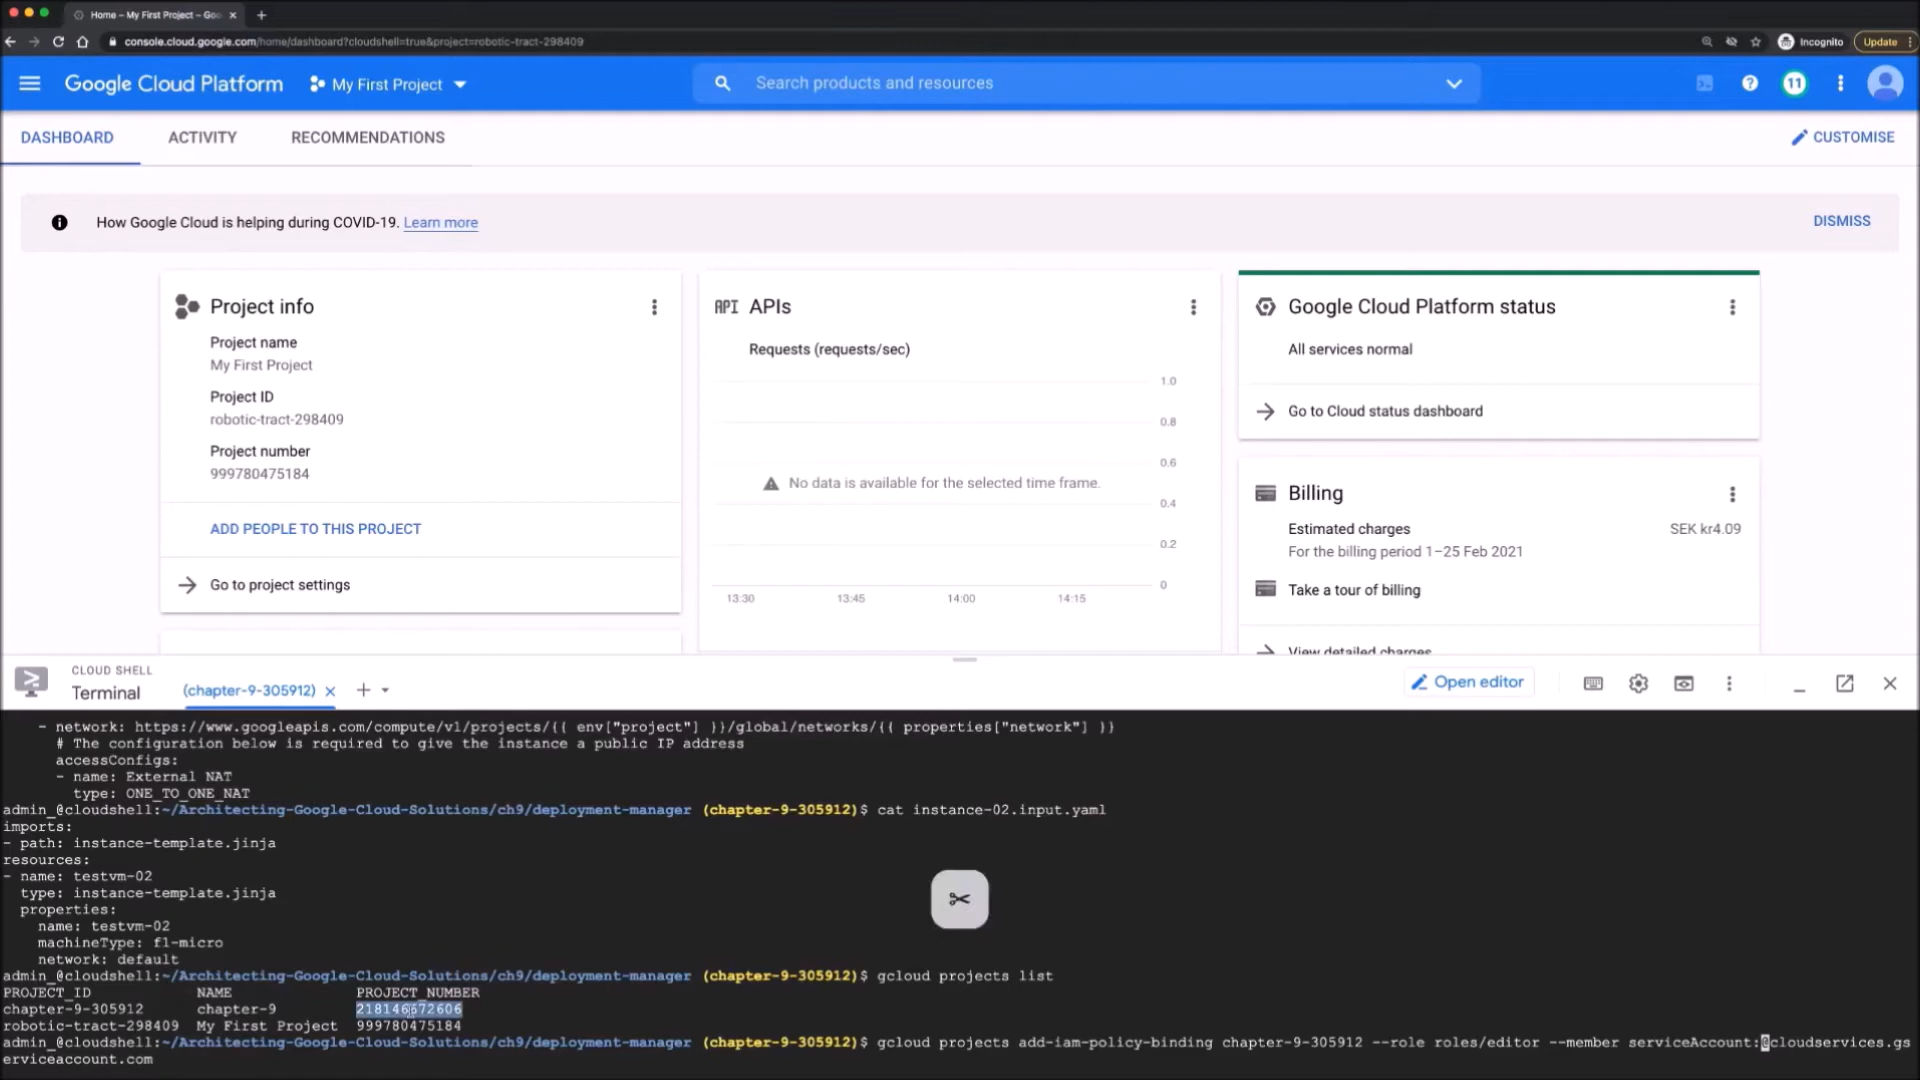 Home – My First Project – Goo
console.cloud.google.com/home/dashboard?cloudshell=true&project=robotic-tract-298409
Incognito
Update
Google Cloud Platform
My First Project
Search products and resources
11
DASHBOARD
ACTIVITY
RECOMMENDATIONS
CUSTOMISE
How Google Cloud is helping during COVID-19. Learn more
DISMISS
Project info
Project name
My First Project
Project ID
robotic-tract-298409
Project number
999780475184
ADD PEOPLE TO THIS PROJECT
Go to project settings
API APIs
Requests (requests/sec)
1.0
0.8
0.6
No data is available for the selected time frame.
0.4
0.2
0
13:30
13:45
14:00
14:15
Google Cloud Platform status
All services normal
Go to Cloud status dashboard
Billing
Estimated charges
SEK kr4.09
For the billing period 1–25 Feb 2021
Take a tour of billing
View detailed charges
CLOUD SHELL
Terminal
(chapter-9-305912)
Open editor
- network: https://www.googleapis.com/compute/v1/projects/{{ env["project"] }}/global/networks/{{ properties["network"] }}
# The configuration below is required to give the instance a public IP address
accessConfigs:
- name: External NAT
type: ONE_TO_ONE_NAT
admin_@cloudshell:~/Architecting-Google-Cloud-Solutions/ch9/deployment-manager (chapter-9-305912)$ cat instance-02.input.yaml
imports:
- path: instance-template.jinja
resources:
- name: testvm-02
type: instance-template.jinja
properties:
name: testvm-02
machineType: f1-micro
network: default
admin_@cloudshell:~/Architecting-Google-Cloud-Solutions/ch9/deployment-manager (chapter-9-305912)$ gcloud projects list
PROJECT_ID NAME PROJECT_NUMBER
chapter-9-305912 chapter-9
robotic-tract-298409 My First Project 999780475184
admin_@cloudshell:~/Architecting-Google-Cloud-Solutions/ch9/deployment-manager (chapter-9-305912)$ gcloud projects add-iam-policy-binding chapter-9-305912 --role roles/editor --member serviceAccount:@cloudservices.gs
erviceaccount.com